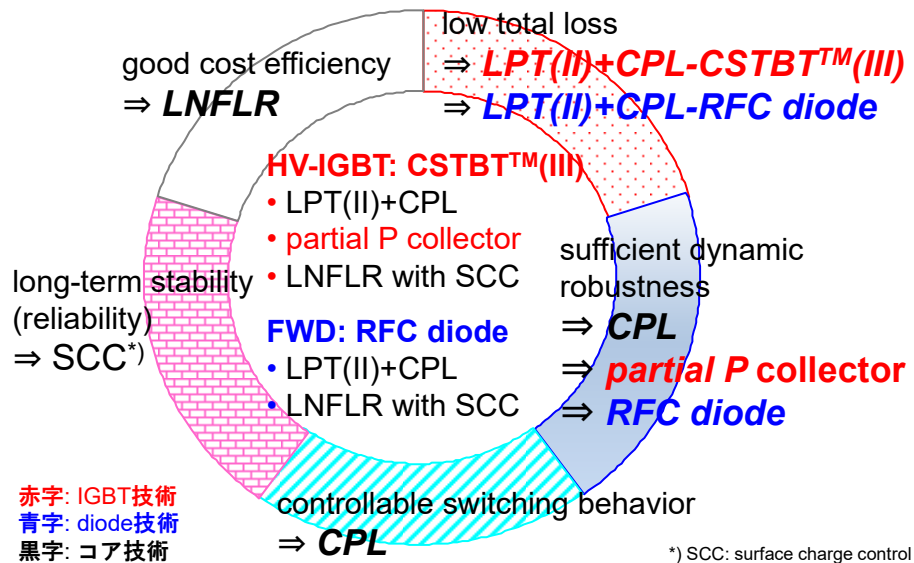 low total loss
⇒ LPT(II)+CPL-CSTBT™(III)
⇒ LPT(II)+CPL-RFC diode
good cost efficiency
⇒ LNFLR
HV-IGBT: CSTBT™(III)
• LPT(II)+CPL
• partial P collector
• LNFLR with SCC
FWD: RFC diode
• LPT(II)+CPL
• LNFLR with SCC
sufficient dynamic
robustness
⇒ CPL
⇒ partial P collector
⇒ RFC diode
long-term stability
(reliability)
⇒ SCC*)
controllable switching behavior
⇒ CPL
赤字: IGBT技術
青字: diode技術
黒字: コア技術
*) SCC: surface charge control